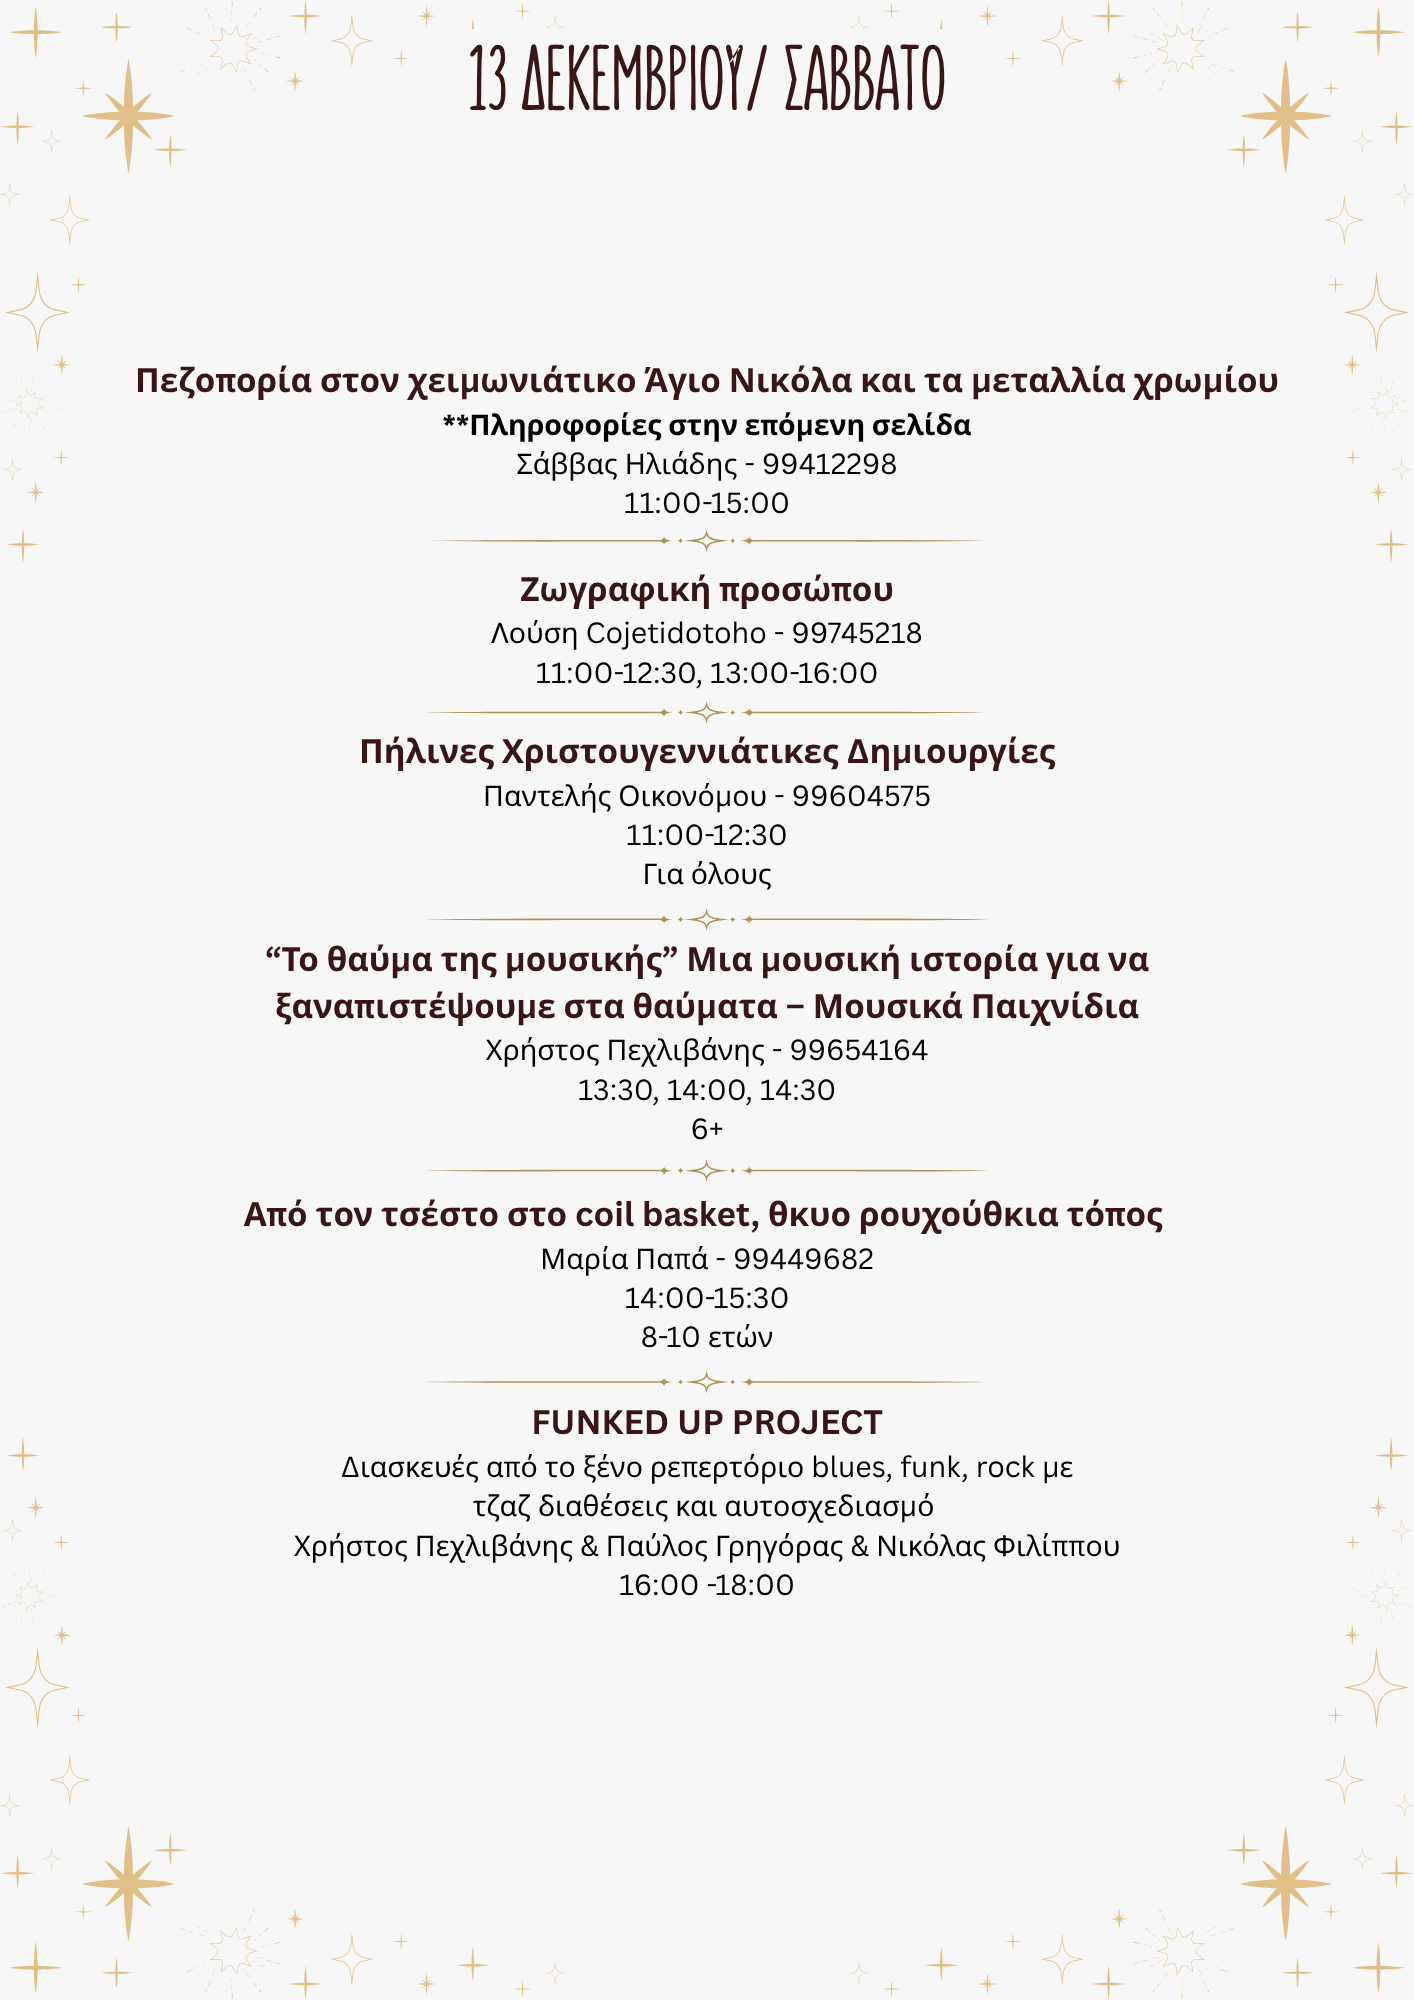 13 ΔΕΚΕΜΒΡΙΟΎ/ ΣΑΒΒΑΤΟ
Πεζοπορία στον χειμωνιάτικο Άγιο Νικόλα και τα μεταλλία χρωμίου
**Πληροφορίες στην επόμενη σελίδα
Σάββας Ηλιάδης - 99412298
11:00-15:00
Ζωγραφική προσώπου
Λούση Cojetidotoho - 99745218
11:00-12:30, 13:00-16:00
Πήλινες Χριστουγεννιάτικες Δημιουργίες
Παντελής Οικονόμου - 99604575
11:00-12:30
Για όλους
“Το θαύμα της μουσικής” Μια μουσική ιστορία για να
ξαναπιστέψουμε στα θαύματα – Μουσικά Παιχνίδια
Χρήστος Πεχλιβάνης - 99654164
13:30, 14:00, 14:30
6+
Από τον τσέστο στο coil basket, θκυο ρουχούθκια τόπος
Μαρία Παπά - 99449682
14:00-15:30
8-10 ετών
FUNKED UP PROJECT
Διασκευές από το ξένο ρεπερτόριο blues, funk, rock με
τζαζ διαθέσεις και αυτοσχεδιασμό
Χρήστος Πεχλιβάνης & Παύλος Γρηγόρας & Νικόλας Φιλίππου
16:00 -18:00